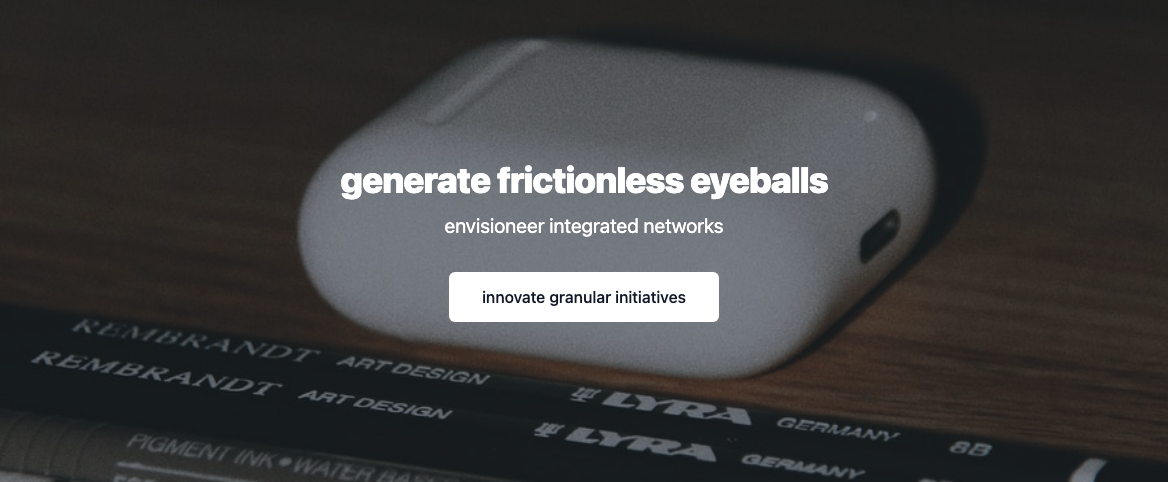 generate frictionless eyeballs
envisioneer integrated networks
innovate granular initiatives
REMBRANDT ART DESIGN LYRA GERMANY 8B
REMBRANDT ART DESIGN LYRA GERMANY
PIGMENT INK • WATER